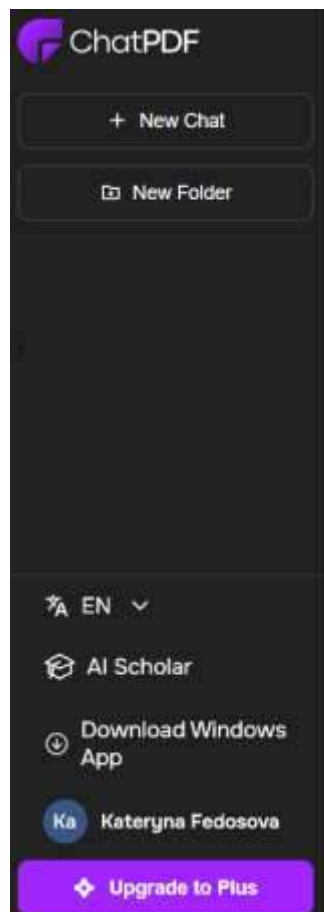 ChatPDF
+ New Chat
New Folder
EN
AI Scholar
Download Windows
App
Ka Kateryna Fedosova
Upgrade to Plus